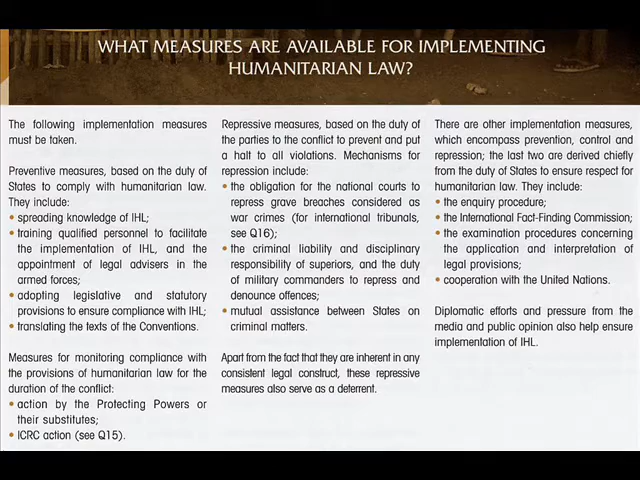 WHAT MEASURES ARE AVAILABLE FOR IMPLEMENTING
HUMANITARIAN LAW?
The following implementation measures
must be taken.
Preventive measures, based on the duty of
States to comply with humanitarian law.
They include:
• spreading knowledge of IHL;
• training qualified personnel to facilitate
the implementation of IHL, and the
appointment of legal advisers in the
armed forces;
• adopting legislative and statutory
provisions to ensure compliance with IHL;
• translating the texts of the Conventions.
Measures for monitoring compliance with
the provisions of humanitarian law for the
duration of the conflict:
• action by the Protecting Powers or
their substitutes;
• ICRC action (see Q15).
Repressive measures, based on the duty of
the parties to the conflict to prevent and put
a halt to all violations. Mechanisms for
repression include:
• the obligation for the national courts to
repress grave breaches considered as
war crimes (for international tribunals,
see Q16);
• the criminal liability and disciplinary
responsibility of superiors, and the duty
of military commanders to repress and
denounce offences;
• mutual assistance between States on
criminal matters.
Apart from the fact that they are inherent in any
consistent legal construct, these repressive
measures also serve as a deterrent.
There are other implementation measures,
which encompass prevention, control and
repression; the last two are derived chiefly
from the duty of States to ensure respect for
humanitarian law. They include:
• the enquiry procedure;
• the International Fact-Finding Commission;
• the examination procedures concerning
the application and interpretation of
legal provisions;
• cooperation with the United Nations.
Diplomatic efforts and pressure from the
media and public opinion also help ensure
implementation of IHL.